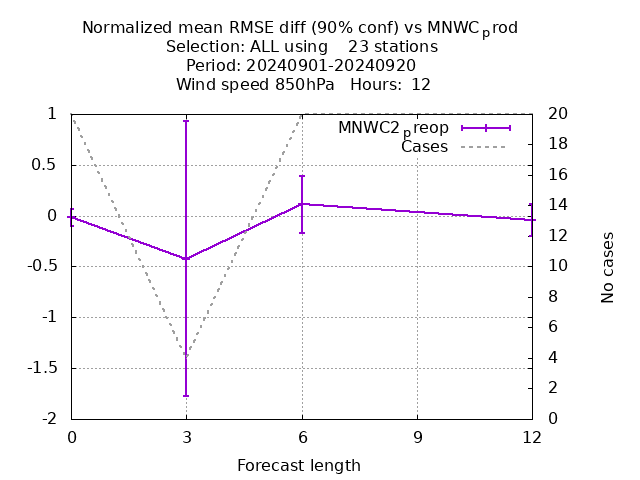 Normalized mean RMSE diff (90% conf) vs MNWCprod
Selection: ALL using    23 stations
Period: 20240901-20240920
Wind speed 850hPa   Hours: 12
MNWC2preop
Cases
1
0.5
0
-0.5
-1
-1.5
-2
20
18
16
14
12
10
8
6
4
2
0
No cases
0 3 6 9 12
Forecast length